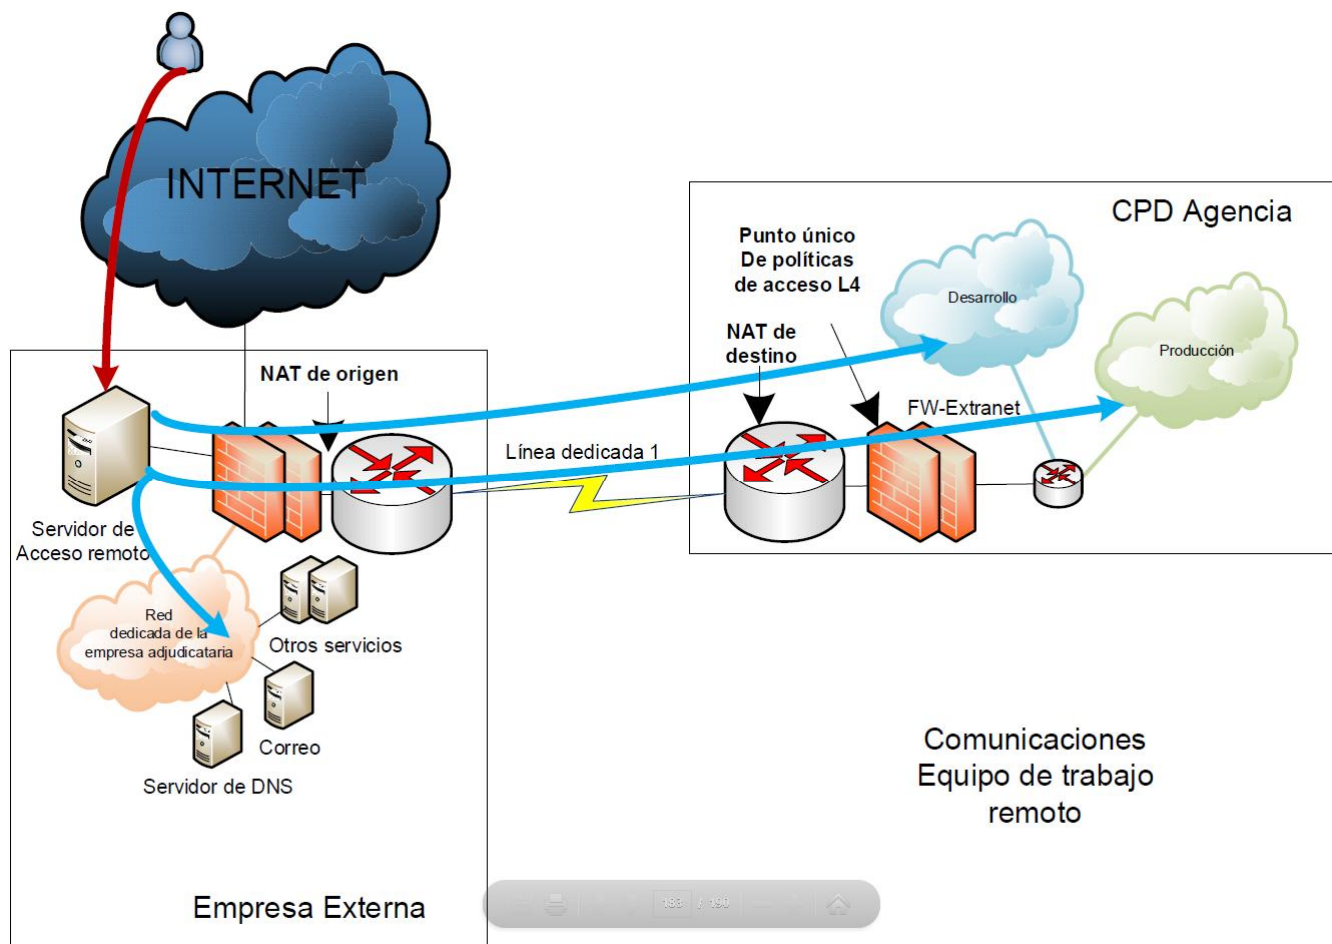 INTERNET
CPD Agencia
Punto único
De políticas
de acceso L4
Desarrollo
NAT de
destino
Producción
NAT de origen
FW-Extranet
Línea dedicada 1
Servidor de
Acceso remoto
Red
dedicada de la
empresa adjudicataria
Otros servicios
Correo
Servidor de DNS
Comunicaciones
Equipo de trabajo
remoto
Empresa Externa
183 / 190